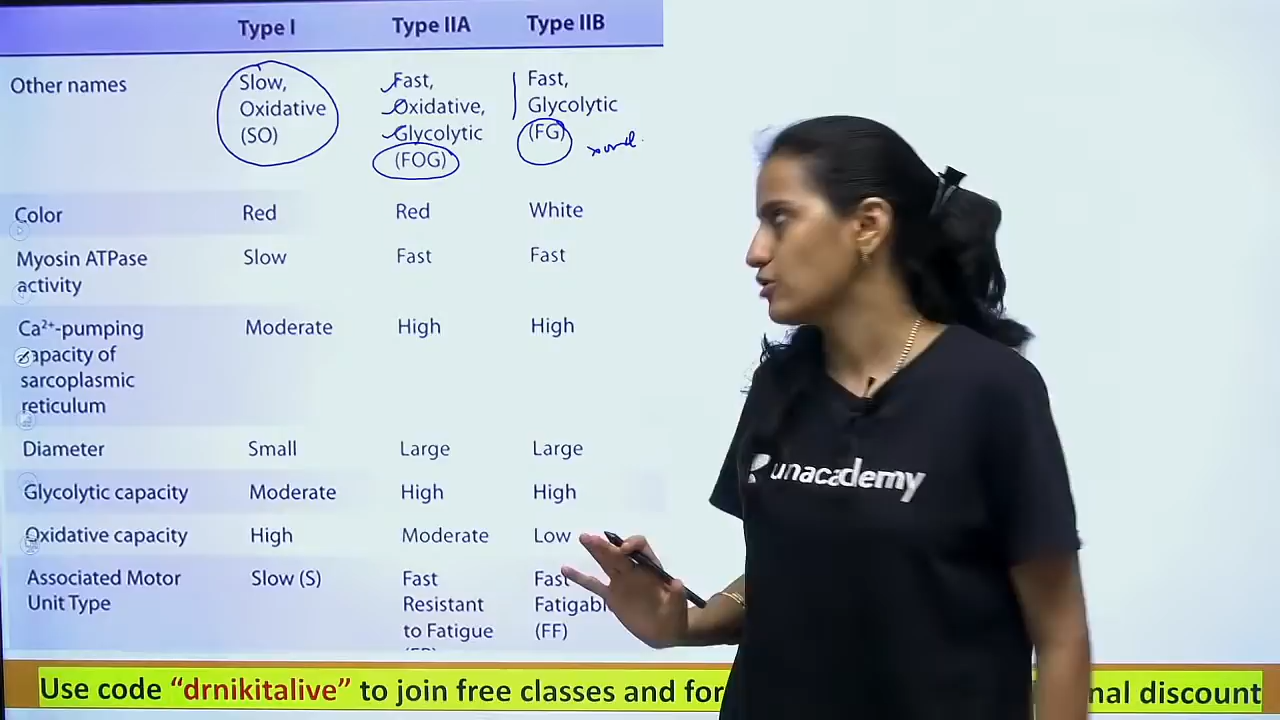 Type I Type IIA Type IIB
Other names Slow, Fast, Fast,
Oxidative Oxidative, Glycolytic
(SO) Glycolytic (FG)
(FOG)
Color Red Red White
Myosin ATPase Slow Fast Fast
activity
Ca²⁺-pumping Moderate High High
capacity of
sarcoplasmic
reticulum
Diameter Small Large Large
Glycolytic capacity Moderate High High
Oxidative capacity High Moderate Low
Associated Motor Slow (S) Fast Fast
Unit Type Resistant Fatigabl
to Fatigue (FF)
unacademy
Use code "drnikitalive" to join free classes and for nal discount